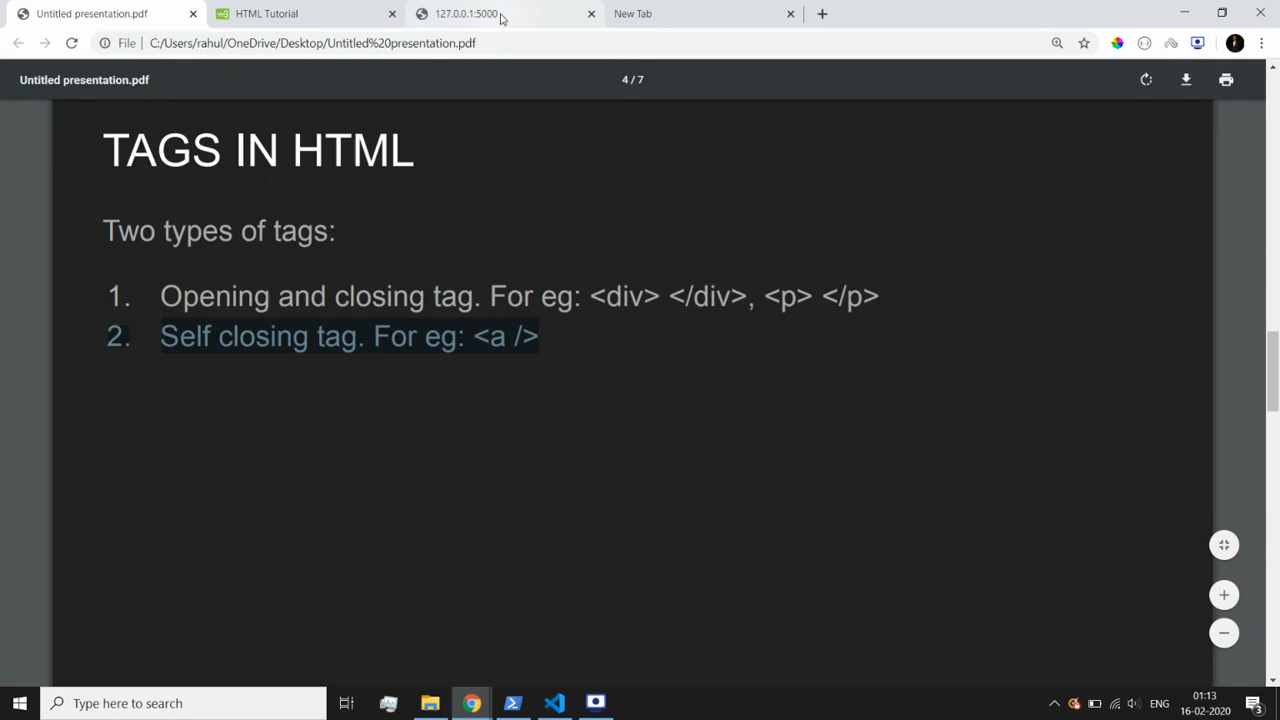 Untitled presentation.pdf
HTML Tutorial
127.0.0.1:5000
New Tab
File
C:/Users/rahul/OneDrive/Desktop/Untitled%20presentation.pdf
Untitled presentation.pdf
4 / 7
TAGS IN HTML
Two types of tags:
1. Opening and closing tag. For eg: <div> </div>, <p> </p>
2. Self closing tag. For eg: <a />
Type here to search
ENG
01:13
16-02-2020
3